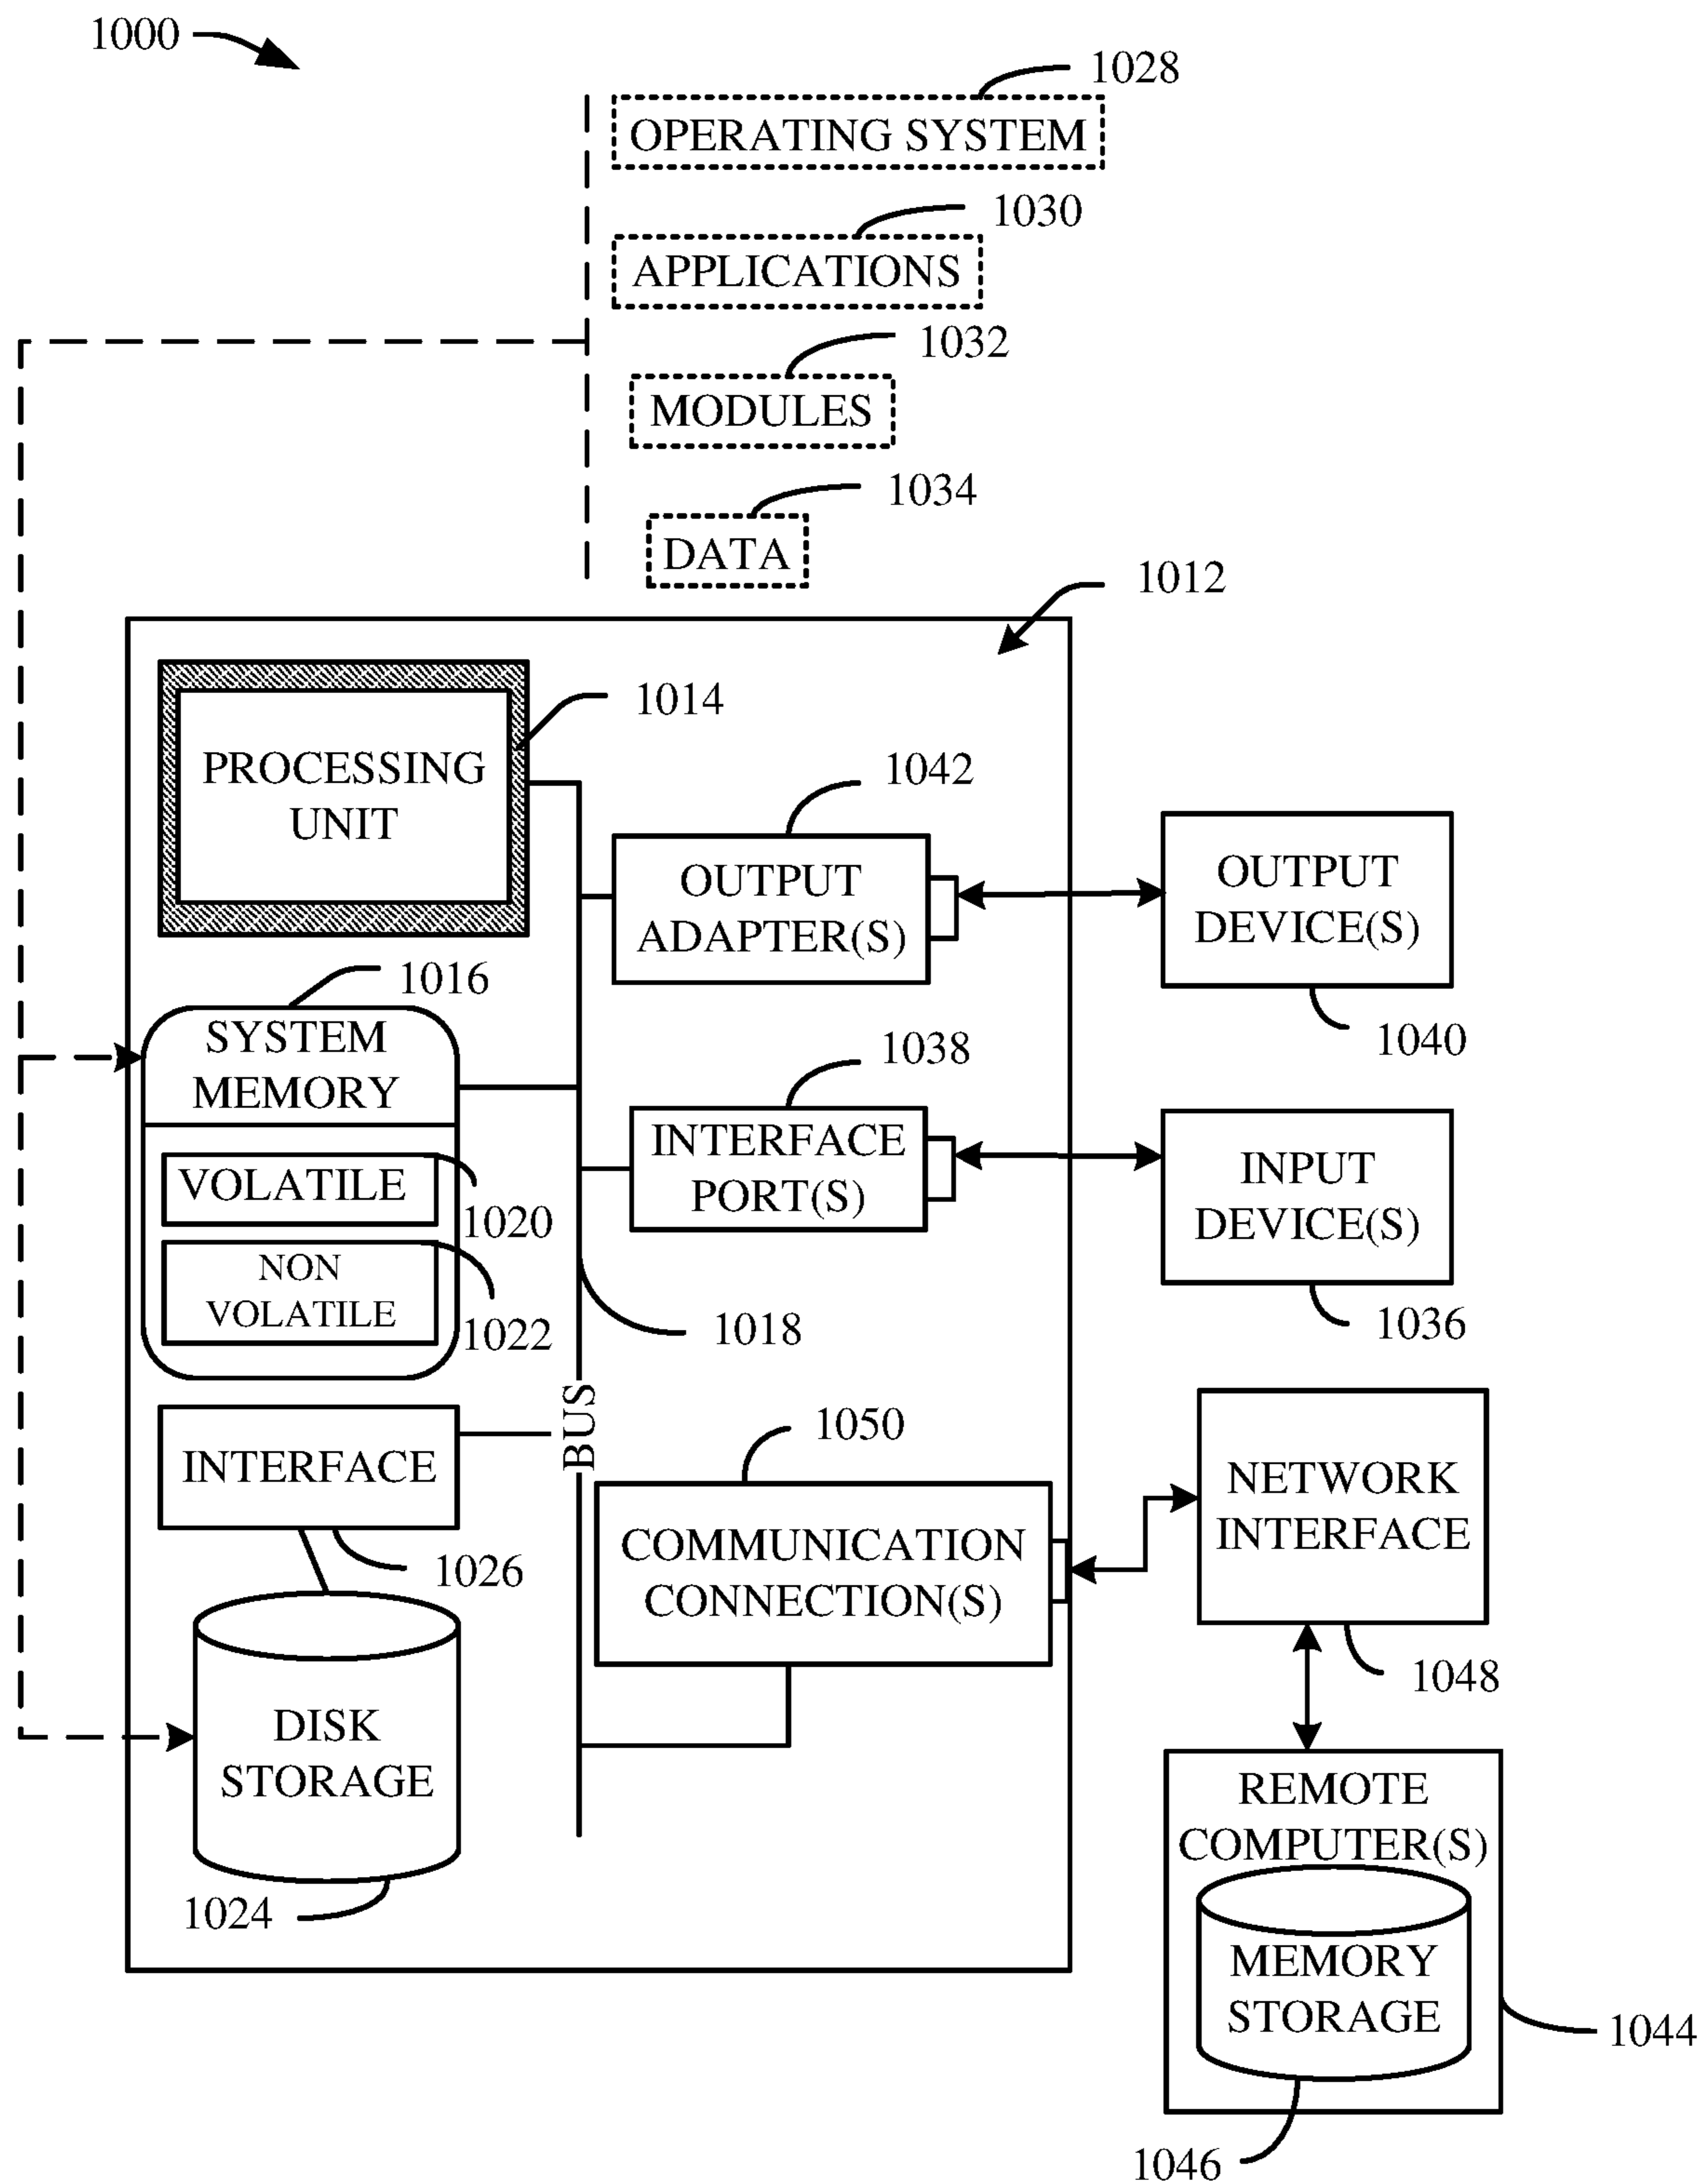 1000
1028
OPERATING SYSTEM
1030
APPLICATIONS
1032
MODULES
1034
DATA
1012
1014
PROCESSING
UNIT
1042
OUTPUT
ADAPTER(S)
OUTPUT
DEVICE(S)
1040
1016
SYSTEM
MEMORY
VOLATILE
1020
NON
VOLATILE
1022
1038
INTERFACE
PORT(S)
INPUT
DEVICE(S)
1036
1018
BUS
INTERFACE
1026
1050
COMMUNICATION
CONNECTION(S)
NETWORK
INTERFACE
1048
DISK
STORAGE
1024
REMOTE
COMPUTER(S)
MEMORY
STORAGE
1044
1046